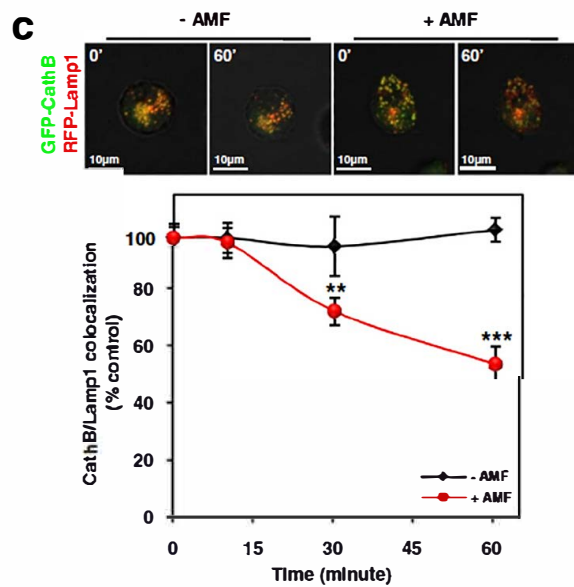 C
- AMF
+ AMF
GFP-CathB
RFP-Lamp1
0'
60'
0'
60'
10µm
10µm
10µm
10µm
CathB/Lamp1 colocalization
(% control)
100
80
60
40
20
0
**
***
- AMF
+ AMF
0
15
30
45
60
Time (minute)